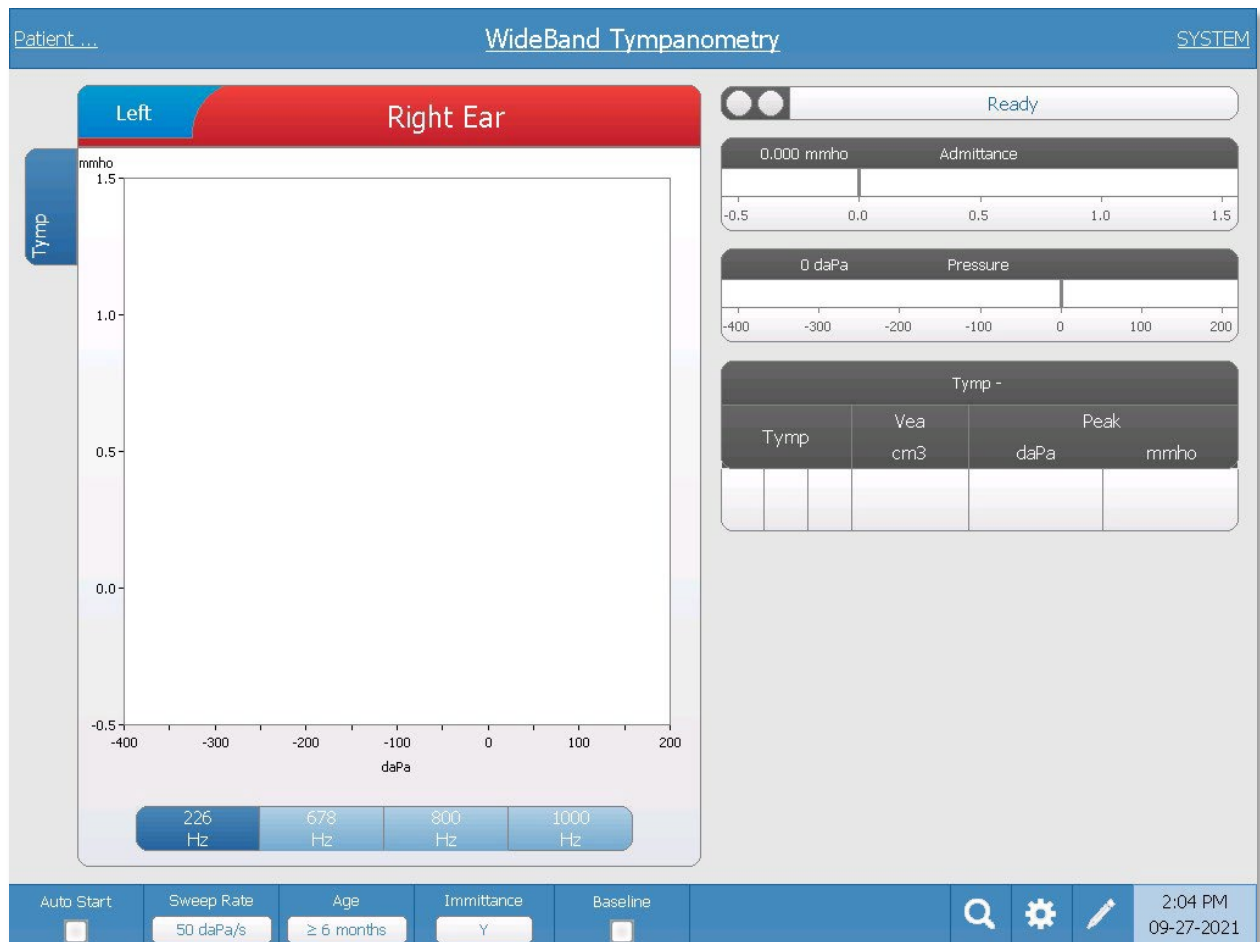 Patient ... WideBand Tympanometry SYSTEM
Left Right Ear
Tymp
mmho
1.5
1.0
0.5
0.0
-0.5
-400 -300 -200 -100 0 100 200
daPa
226 Hz
678 Hz
800 Hz
1000 Hz
Ready
0.000 mmho Admittance
-0.5 0.0 0.5 1.0 1.5
0 daPa Pressure
-400 -300 -200 -100 0 100 200
Tymp -
Tymp Vea Peak
cm3 daPa mmho
Auto Start
Sweep Rate
50 daPa/s
Age
≥ 6 months
Immittance
Y
Baseline
2:04 PM
09-27-2021